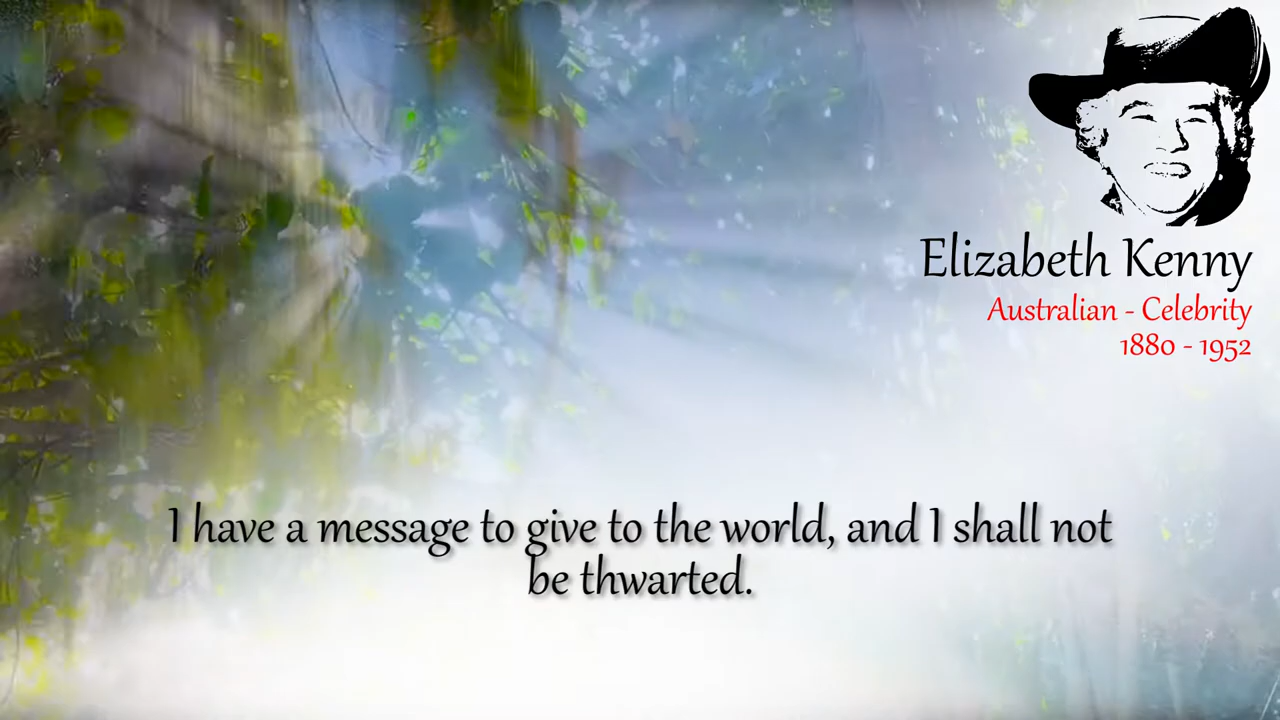 Elizabeth Kenny
Australian - Celebrity
1880 - 1952
I have a message to give to the world, and I shall not
be thwarted.